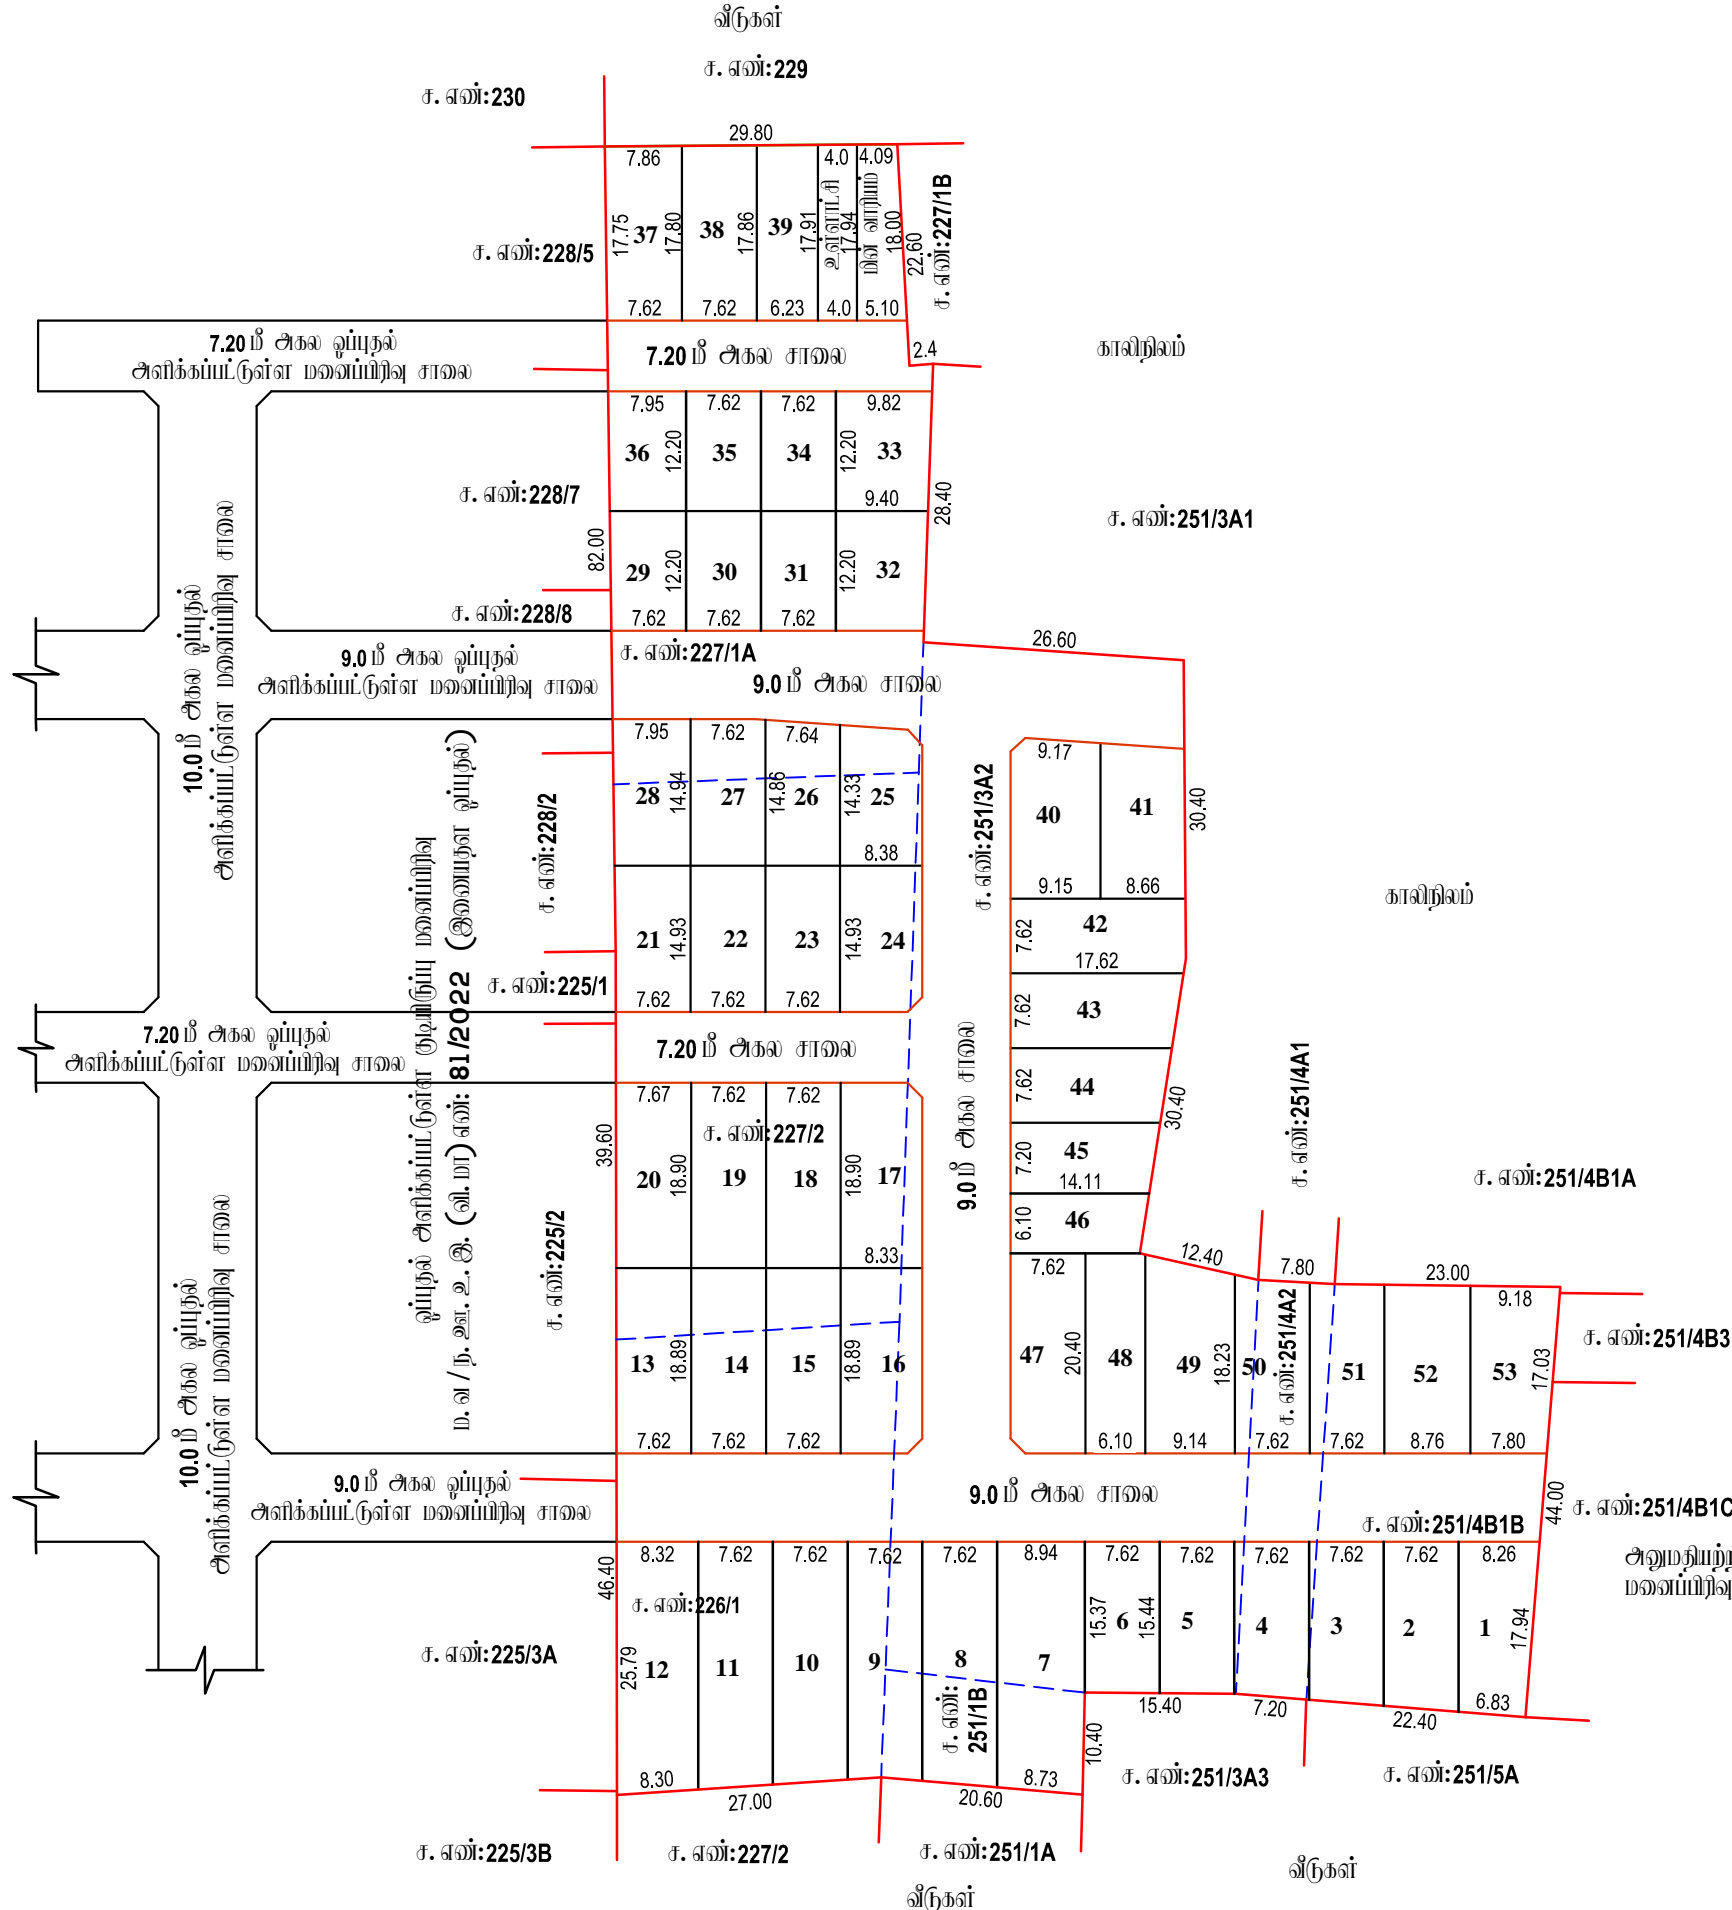 வீடுகள்
ச. எண்:229
ச. எண்:230
29.80
7.86
4.0
4.09
17.75
37
17.80
38
17.86
39
17.91
உள்ளாட்சி
17.94
மின் வாரியம்
18.00
22.60
ச. எண்:227/1B
ச. எண்:228/5
7.62
7.62
6.23
4.0
5.10
7.20 மீ அகல ஒப்புதல்
அளிக்கப்பட்டுள்ள மனைப்பிரிவு சாலை
7.20 மீ அகல சாலை
2.4
காலிநிலம்
7.95
7.62
7.62
9.82
36
12.20
35
34
12.20
33
9.40
28.40
ச. எண்:228/7
ச. எண்:251/3A1
10.0 மீ அகல ஒப்புதல்
அளிக்கப்பட்டுள்ள மனைப்பிரிவு சாலை
82.00
29
12.20
30
31
12.20
32
7.62
7.62
7.62
ச. எண்:228/8
9.0 மீ அகல ஒப்புதல்
அளிக்கப்பட்டுள்ள மனைப்பிரிவு சாலை
ச. எண்:227/1A
9.0 மீ அகல சாலை
26.60
7.95
7.62
7.64
28
14.94
27
14.86
26
14.33
25
8.38
ச. எண்:228/2
ச. எண்:251/3A2
9.17
40
41
30.40
9.15
8.66
காலிநிலம்
21
14.93
22
23
14.93
24
7.62
7.62
7.62
7.62
42
17.62
7.62
43
ச. எண்:225/1
ஒப்புதல் அளிக்கப்பட்டுள்ள குடியிருப்பு மனைப்பிரிவு
ம. வ / ந. ஊ. உ. இ. (வி. மா) எண்: 81/2022 (இணையதள ஒப்புதல்)
7.20 மீ அகல ஒப்புதல்
அளிக்கப்பட்டுள்ள மனைப்பிரிவு சாலை
7.20 மீ அகல சாலை
9.0 மீ அகல சாலை
7.62
44
30.40
ச. எண்:251/4A1
7.67
7.62
7.62
ச. எண்:227/2
39.60
20
18.90
19
18
18.90
17
8.33
7.20
45
14.11
6.10
46
ச. எண்:251/4B1A
ச. எண்:225/2
10.0 மீ அகல ஒப்புதல்
அளிக்கப்பட்டுள்ள மனைப்பிரிவு சாலை
12.40
7.80
23.00
7.62
9.18
13
18.89
14
15
18.89
16
7.62
7.62
7.62
47
20.40
48
49
18.23
50
ச. எண்:251/4A2
51
52
53
17.03
ச. எண்:251/4B3
6.10
9.14
7.62
7.62
8.76
7.80
9.0 மீ அகல ஒப்புதல்
அளிக்கப்பட்டுள்ள மனைப்பிரிவு சாலை
9.0 மீ அகல சாலை
44.00
ச. எண்:251/4B1C
ச. எண்:251/4B1B
அனுமதியற்ற
மனைப்பிரிவு
46.40
8.32
7.62
7.62
7.62
7.62
8.94
7.62
7.62
7.62
7.62
7.62
8.26
ச. எண்:226/1
ச. எண்:225/3A
25.79
12
11
10
9
8
7
15.37
6
15.44
5
4
3
2
1
17.94
ச. எண்:
251/1B
10.40
15.40
7.20
22.40
6.83
8.30
8.73
27.00
20.60
ச. எண்:251/3A3
ச. எண்:251/5A
ச. எண்:225/3B
ச. எண்:227/2
ச. எண்:251/1A
வீடுகள்
வீடுகள்